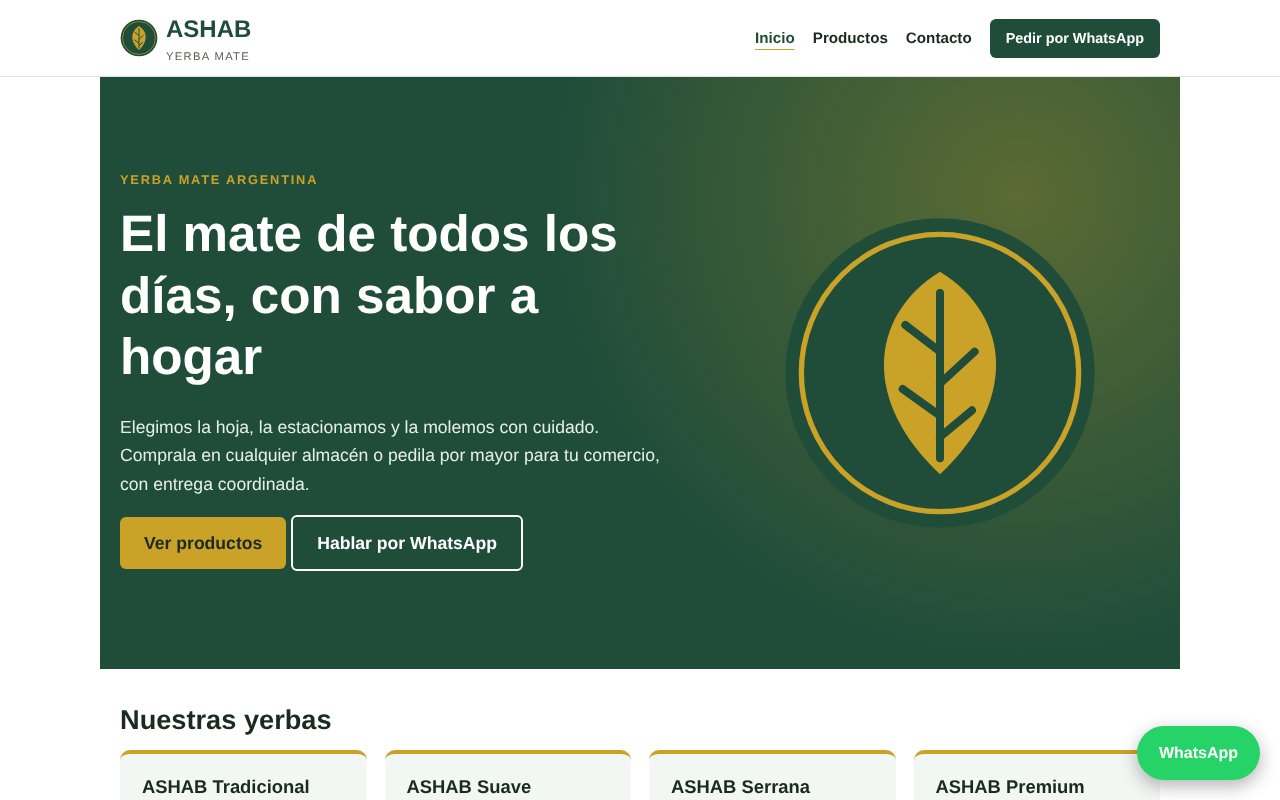 ASHAB
YERBA MATE
Inicio
Productos
Contacto
Pedir por WhatsApp
YERBA MATE ARGENTINA
El mate de todos los
días, con sabor a
hogar
Elegimos la hoja, la estacionamos y la molemos con cuidado.
Comprala en cualquier almacén o pedila por mayor para tu comercio,
con entrega coordinada.
Ver productos
Hablar por WhatsApp
Nuestras yerbas
ASHAB Tradicional
ASHAB Suave
ASHAB Serrana
ASHAB Premium
WhatsApp